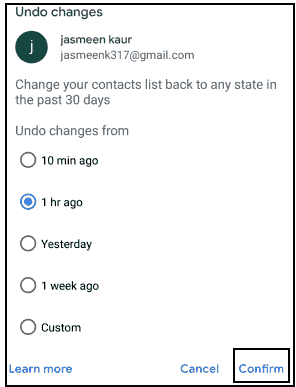 Undo changes
j
jasmeen kaur
jasmeenk317@gmail.com
Change your contacts list back to any state in
the past 30 days
Undo changes from
10 min ago
1 hr ago
Yesterday
1 week ago
Custom
Learn more Cancel Confirm